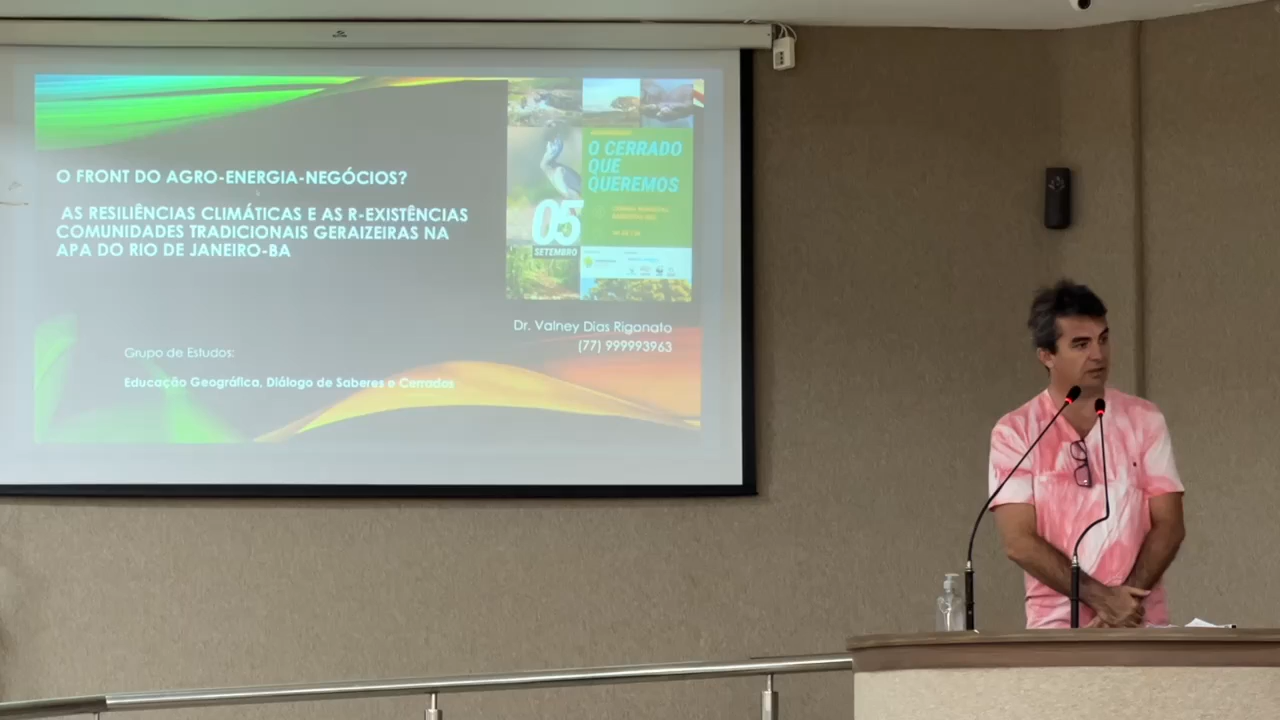 O FRONT DO AGRO-ENERGIA-NEGÓCIOS?
AS RESILIÊNCIAS CLIMÁTICAS E AS R-EXISTÊNCIAS
COMUNIDADES TRADICIONAIS GERAIZEIRAS NA
APA DO RIO DE JANEIRO-BA
O CERRADO
QUE
QUEREMOS
05
SETEMBRO
Dr. Valney Dias Rigonato
(77) 999993963
Grupo de Estudos:
Educação Geográfica, Diálogo de Saberes e Cerrados